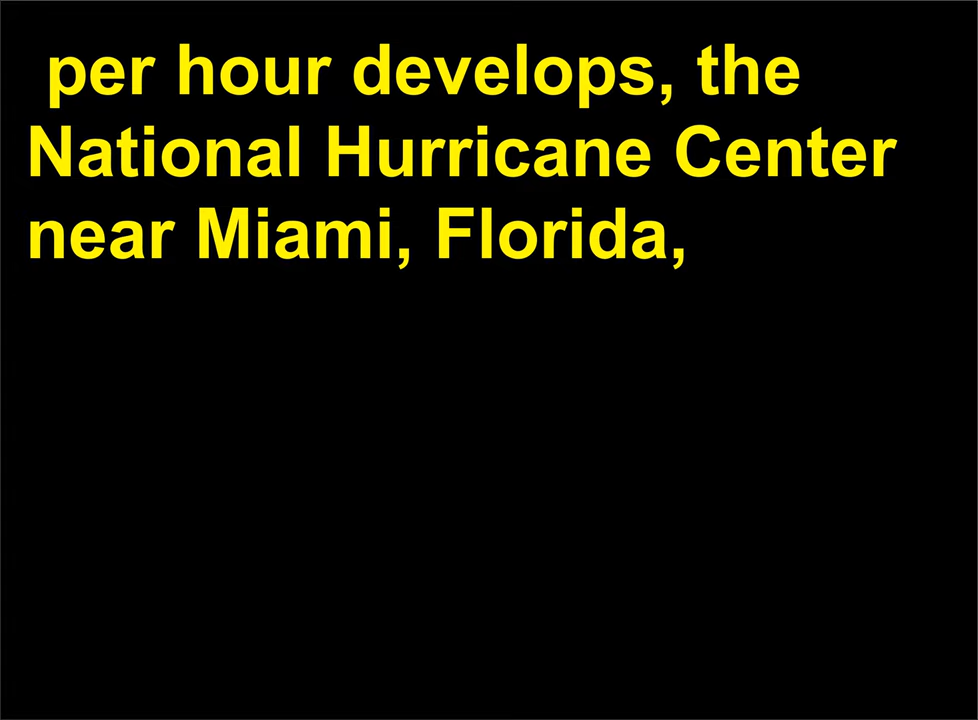 per hour develops, the
National Hurricane Center
near Miami, Florida,